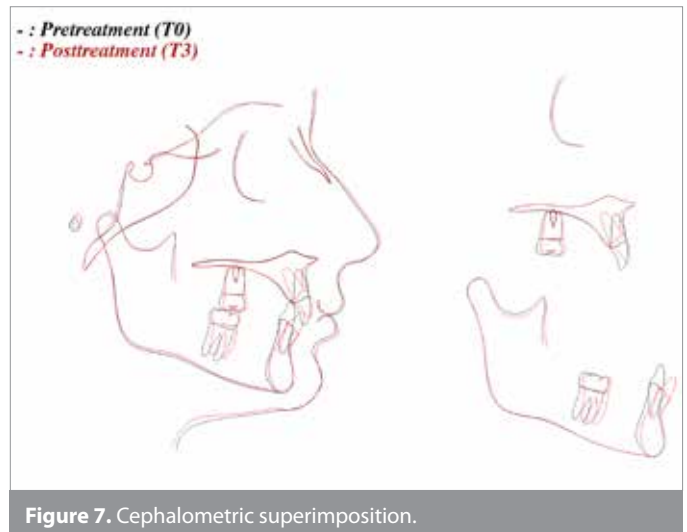 - : Pretreatment (T0)
- : Posttreatment (T3)
Figure 7. Cephalometric superimposition.